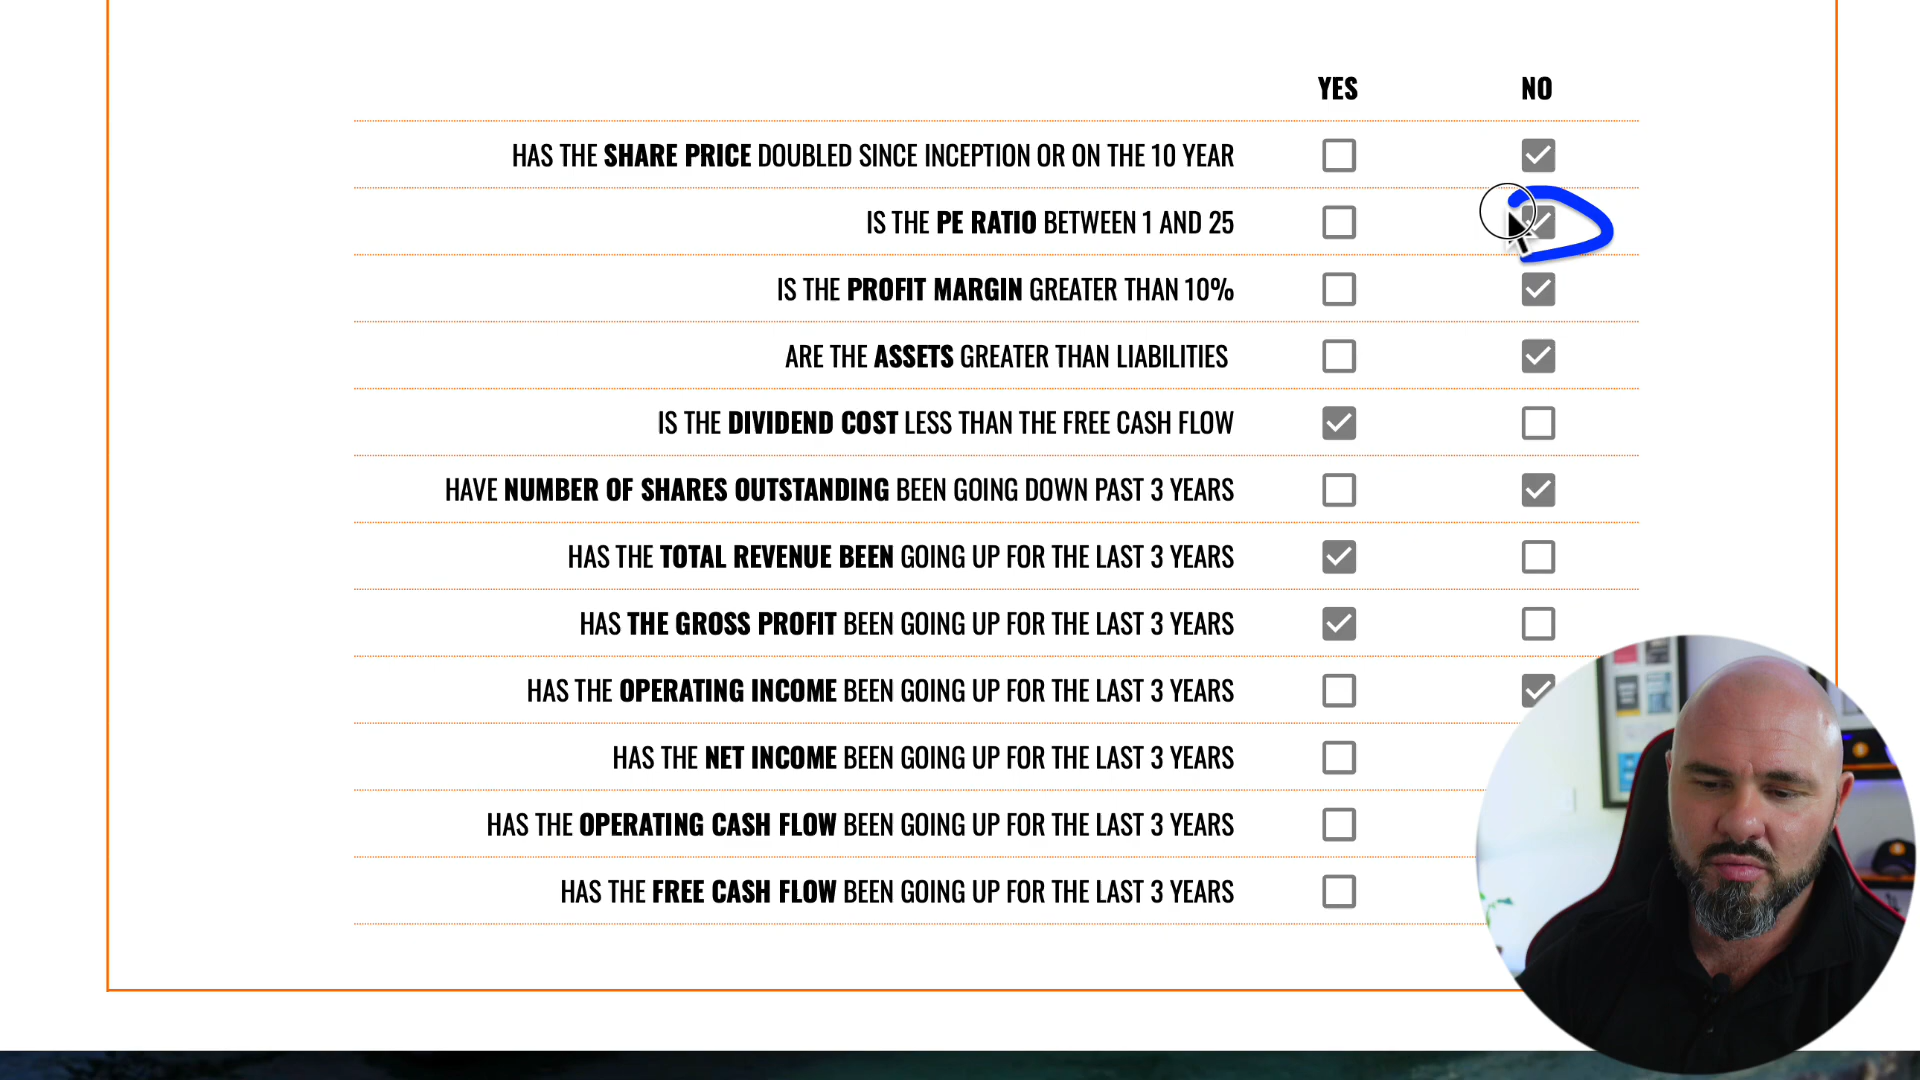 YES NO
HAS THE SHARE PRICE DOUBLED SINCE INCEPTION OR ON THE 10 YEAR
IS THE PE RATIO BETWEEN 1 AND 25
IS THE PROFIT MARGIN GREATER THAN 10%
ARE THE ASSETS GREATER THAN LIABILITIES
IS THE DIVIDEND COST LESS THAN THE FREE CASH FLOW
HAVE NUMBER OF SHARES OUTSTANDING BEEN GOING DOWN PAST 3 YEARS
HAS THE TOTAL REVENUE BEEN GOING UP FOR THE LAST 3 YEARS
HAS THE GROSS PROFIT BEEN GOING UP FOR THE LAST 3 YEARS
HAS THE OPERATING INCOME BEEN GOING UP FOR THE LAST 3 YEARS
HAS THE NET INCOME BEEN GOING UP FOR THE LAST 3 YEARS
HAS THE OPERATING CASH FLOW BEEN GOING UP FOR THE LAST 3 YEARS
HAS THE FREE CASH FLOW BEEN GOING UP FOR THE LAST 3 YEARS